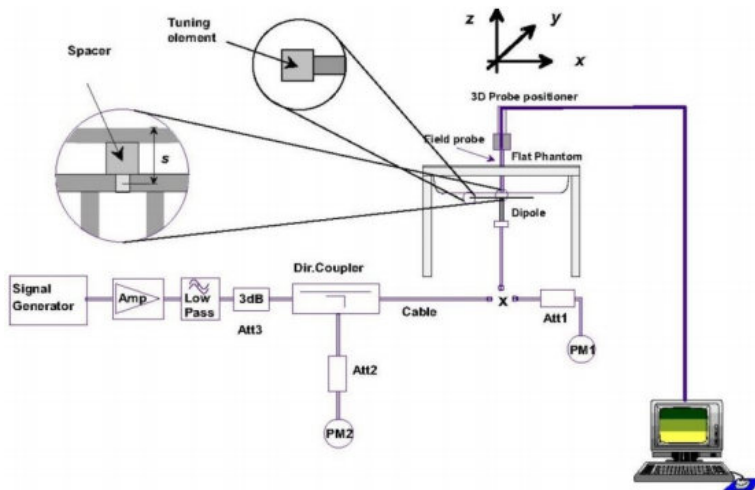 Tuning
element
Spacer
s
z
y
x
3D Probe positioner
Field probe
Flat Phantom
Dipole
Dir.Coupler
Signal
Generator
Amp
Low
Pass
3dB
Att3
Cable
x
Att1
PM1
Att2
PM2